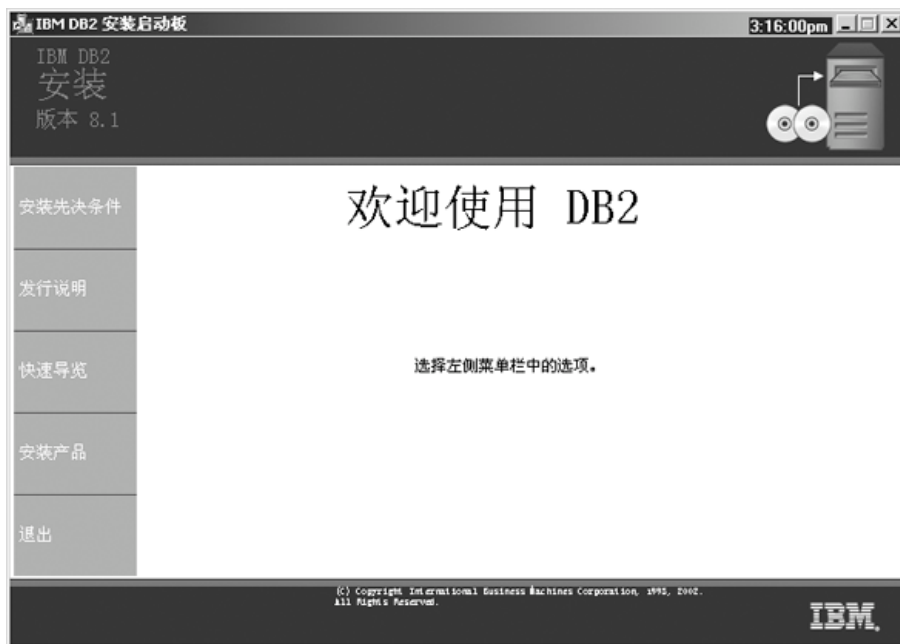 IBM DB2 安装启动板
3:16:00pm
IBM DB2
安装
版本 8.1
安装先决条件
发行说明
快速导览
安装产品
退出
欢迎使用 DB2
选择左侧菜单栏中的选项。
(C) Copyright International Business Machines Corporation, 1993, 2002.
All Rights Reserved.
IBM.